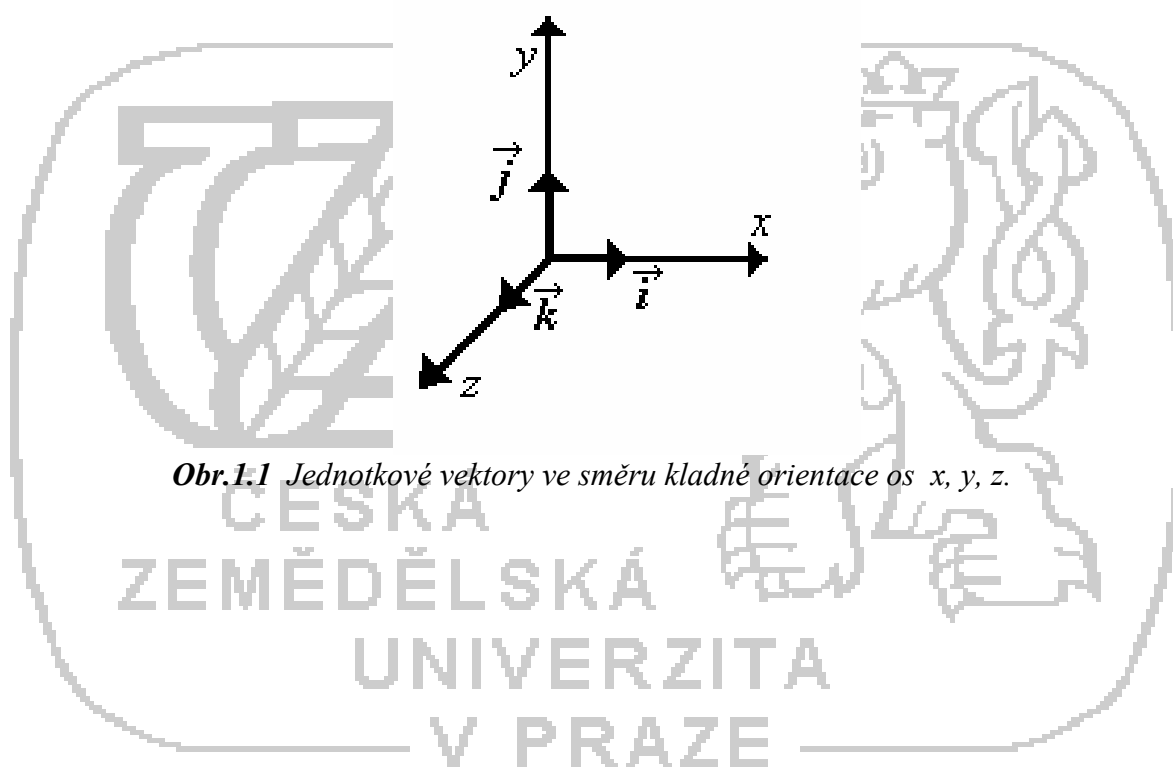 y
j
x
i
k
z
Obr.1.1 Jednotkové vektory ve směru kladné orientace os x, y, z.
ČESKÁ
ZEMĚDĚLSKÁ
UNIVERZITA
V PRAZE